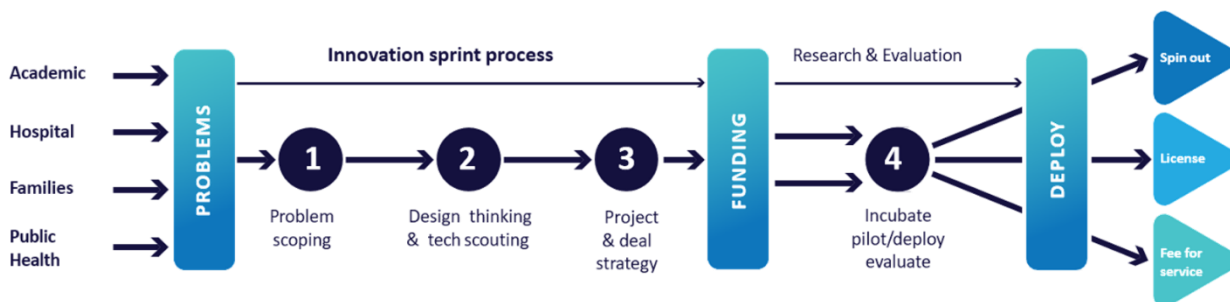 Academic
Hospital
Families
Public
Health
PROBLEMS
Innovation sprint process
1
Problem
scoping
2
Design thinking
& tech scouting
3
Project
& deal
strategy
FUNDING
Research & Evaluation
4
Incubate
pilot/deploy
evaluate
DEPLOY
Spin out
License
Fee for
service